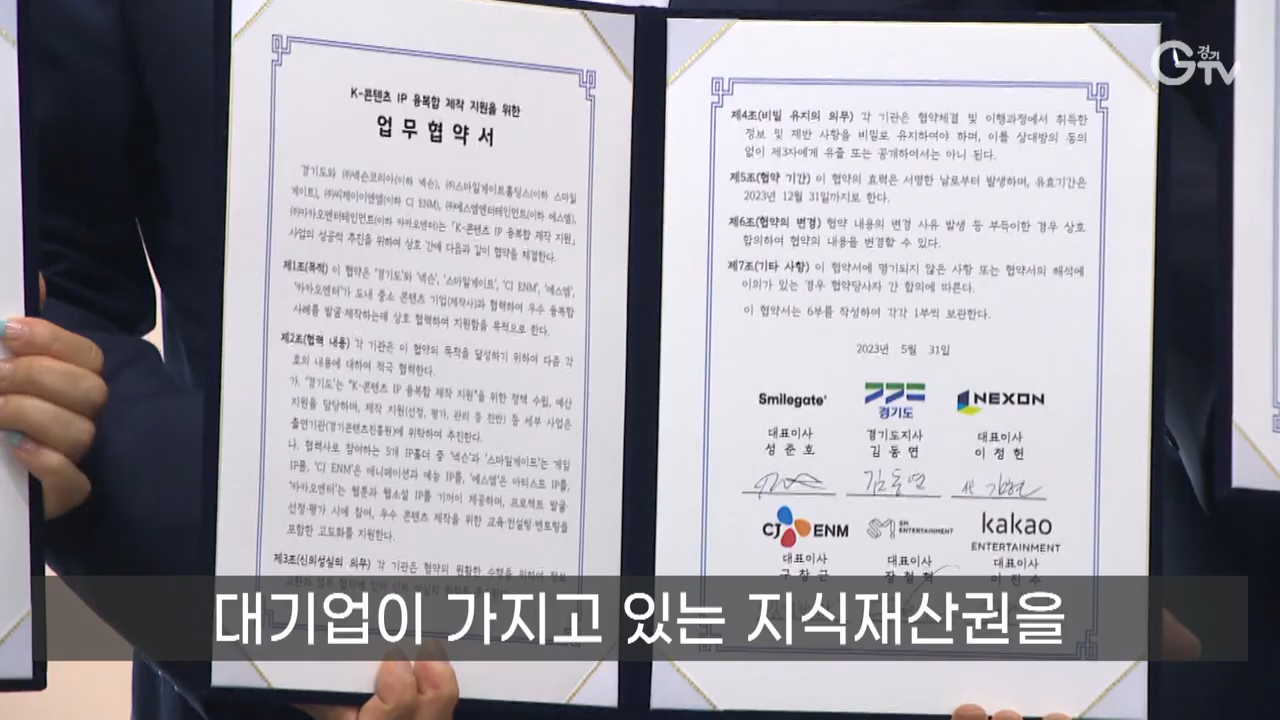 경기
GTV
K-콘텐츠 IP 융복합 제작 지원을 위한
업무협약서
경기도와 ㈜넥슨코리아(이하 넥슨), ㈜스마일게이트홀딩스(이하 스마일
게이트), ㈜씨제이이엔엠(이하 CJ ENM), ㈜에스엠엔터테인먼트(이하 에스엠),
㈜카카오엔터테인먼트(이하 카카오엔터)는 「K-콘텐츠 IP 융복합 제작 지원」
사업의 성공적 추진을 위하여 상호 간에 다음과 같이 협약을 체결한다.
제1조(목적) 이 협약은 '경기도'와 '넥슨', '스마일게이트', 'CJ ENM', '에스엠',
'카카오엔터'가 도내 중소 콘텐츠 기업(제작사)과 협력하여 우수 융복합
사례를 발굴·제작하는데 상호 협력하여 지원함을 목적으로 한다.
제2조(협력 내용) 각 기관은 이 협약의 목적을 달성하기 위하여 다음 각
호의 내용에 대하여 적극 협력한다.
가. '경기도'는 "K-콘텐츠 IP 융복합 제작 지원"을 위한 정책 수립, 예산
지원을 담당하며, 제작 지원(선정, 평가, 관리 등 전반) 등 세부 사업은
출연기관(경기콘텐츠진흥원)에 위탁하여 추진한다.
나. 협력사로 참여하는 5개 IP홀더 중 '넥슨'과 '스마일게이트'는 게임
IP를, 'CJ ENM'은 애니메이션과 예능 IP를, '에스엠'은 아티스트 IP를,
'카카오엔터'는 웹툰과 웹소설 IP를 기꺼이 제공하며, 프로젝트 발굴·
선정·평가 시에 참여, 우수 콘텐츠 제작을 위한 교육·컨설팅·멘토링을
포함한 고도화를 지원한다.
제3조(신의성실의 의무) 각 기관은 협약의 원활한 수행을 위하여 정보
제4조(비밀 유지의 의무) 각 기관은 협약체결 및 이행과정에서 취득한
정보 및 제반 사항을 비밀로 유지하여야 하며, 이를 상대방의 동의
없이 제3자에게 유출 또는 공개하여서는 아니 된다.
제5조(협약 기간) 이 협약의 효력은 서명한 날로부터 발생하며, 유효기간은
2023년 12월 31일까지로 한다.
제6조(협약의 변경) 협약 내용의 변경 사유 발생 등 부득이한 경우 상호
합의하여 협약의 내용을 변경할 수 있다.
제7조(기타 사항) 이 협약서에 명기되지 않은 사항 또는 협약서의 해석에
이의가 있는 경우 협약당사자 간 합의에 따른다.
이 협약서는 6부를 작성하여 각각 1부씩 보관한다.
2023년 5월 31일
Smilegate 경기도 NEXON
대표이사 경기도지사 대표이사
성준호 김동연 이정헌
김동연
CJ ENM SM ENTERTAINMENT kakao ENTERTAINMENT
대표이사 대표이사 대표이사
구창근 장철혁 이진수
대기업이 가지고 있는 지식재산권을